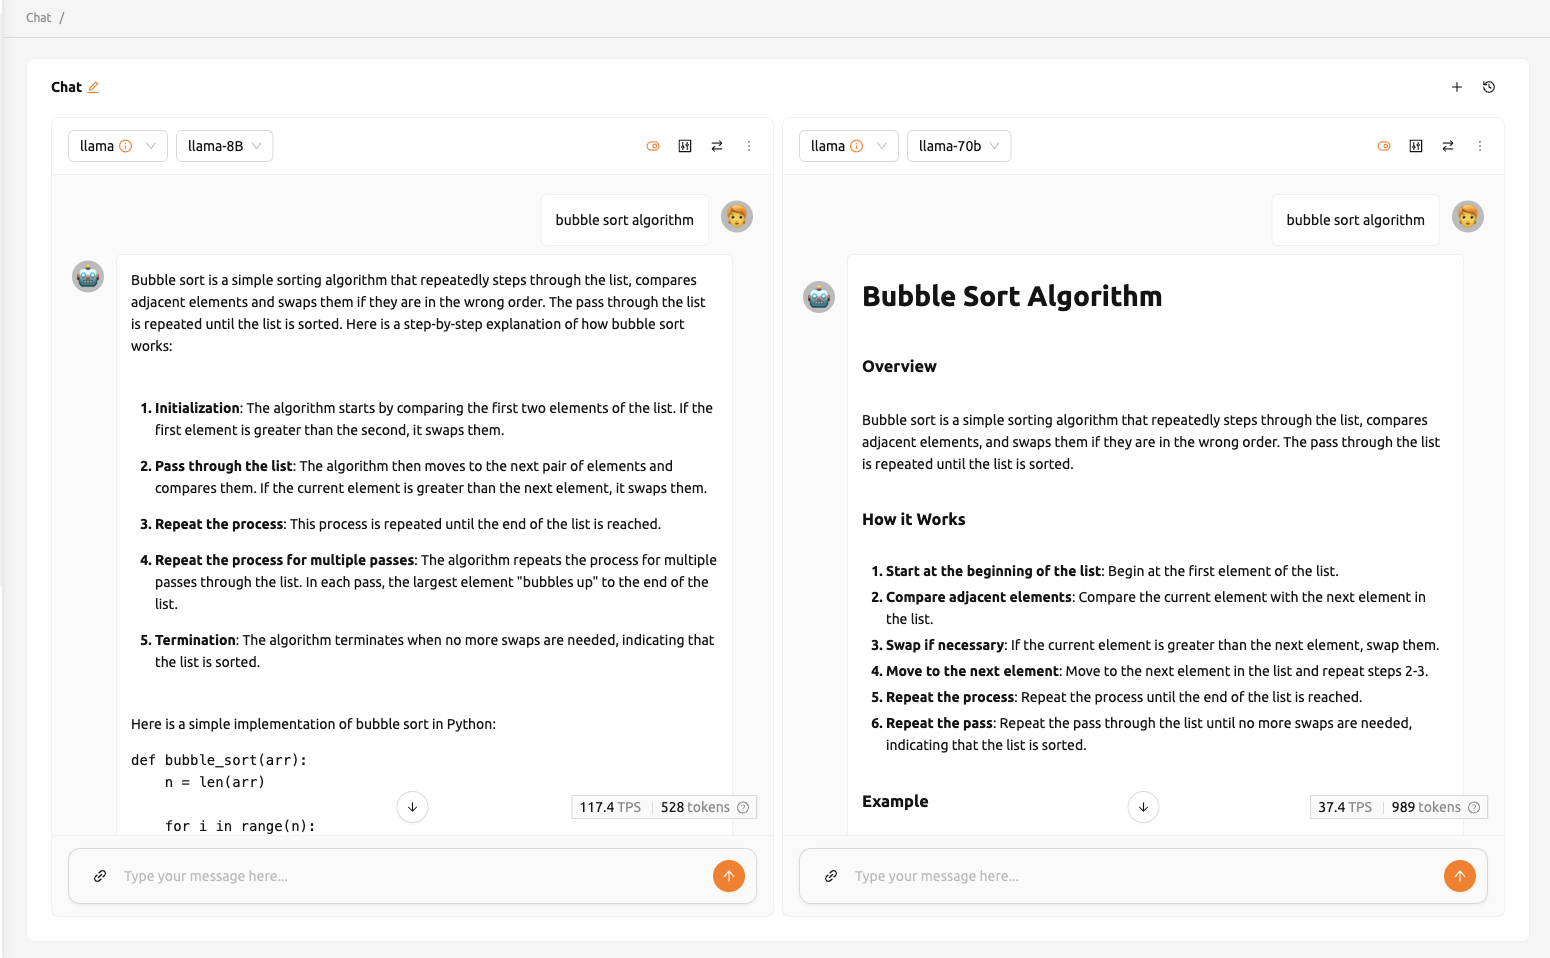 Chat /
Chat
llama llama-8B
bubble sort algorithm
Bubble sort is a simple sorting algorithm that repeatedly steps through the list, compares
adjacent elements and swaps them if they are in the wrong order. The pass through the list
is repeated until the list is sorted. Here is a step-by-step explanation of how bubble sort
works:
1. Initialization: The algorithm starts by comparing the first two elements of the list. If the
first element is greater than the second, it swaps them.
2. Pass through the list: The algorithm then moves to the next pair of elements and
compares them. If the current element is greater than the next element, it swaps them.
3. Repeat the process: This process is repeated until the end of the list is reached.
4. Repeat the process for multiple passes: The algorithm repeats the process for multiple
passes through the list. In each pass, the largest element "bubbles up" to the end of the
list.
5. Termination: The algorithm terminates when no more swaps are needed, indicating that
the list is sorted.
Here is a simple implementation of bubble sort in Python:
def bubble_sort(arr):
    n = len(arr)
    for i in range(n):
117.4 TPS 528 tokens
Type your message here...
llama llama-70b
bubble sort algorithm
Bubble Sort Algorithm
Overview
Bubble sort is a simple sorting algorithm that repeatedly steps through the list, compares
adjacent elements, and swaps them if they are in the wrong order. The pass through the list
is repeated until the list is sorted.
How it Works
1. Start at the beginning of the list: Begin at the first element of the list.
2. Compare adjacent elements: Compare the current element with the next element in
the list.
3. Swap if necessary: If the current element is greater than the next element, swap them.
4. Move to the next element: Move to the next element in the list and repeat steps 2-3.
5. Repeat the process: Repeat the process until the end of the list is reached.
6. Repeat the pass: Repeat the pass through the list until no more swaps are needed,
indicating that the list is sorted.
Example
37.4 TPS 989 tokens
Type your message here...